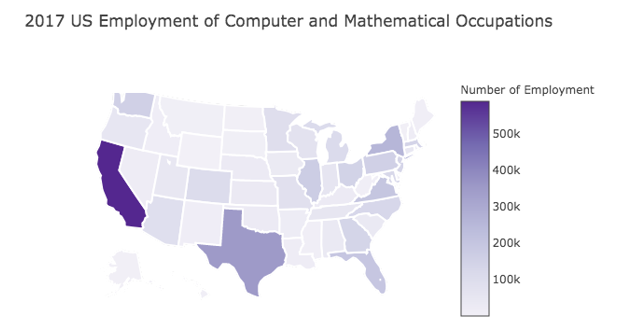 2017 US Employment of Computer and Mathematical Occupations
Number of Employment
500k
400k
300k
200k
100k